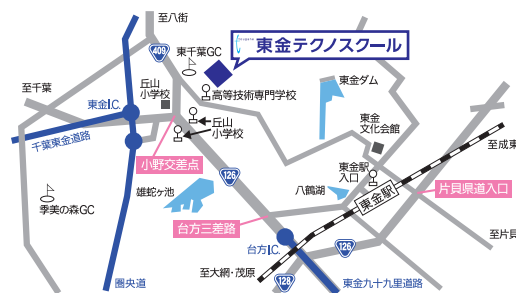 至八街
409
東千葉GC
東金テクノスクール
至千葉
丘山
小学校
高等技術専門学校
東金ダム
東金I.C.
丘山
小学校
東金
文化会館
至成東
千葉東金道路
小野交差点
東金駅
入口
126
雄蛇ヶ池
八鶴湖
東金駅
片貝県道入口
季美の森GC
台方三差路
台方I.C.
126
至片貝
至大網・茂原
128
圏央道
東金九十九里道路